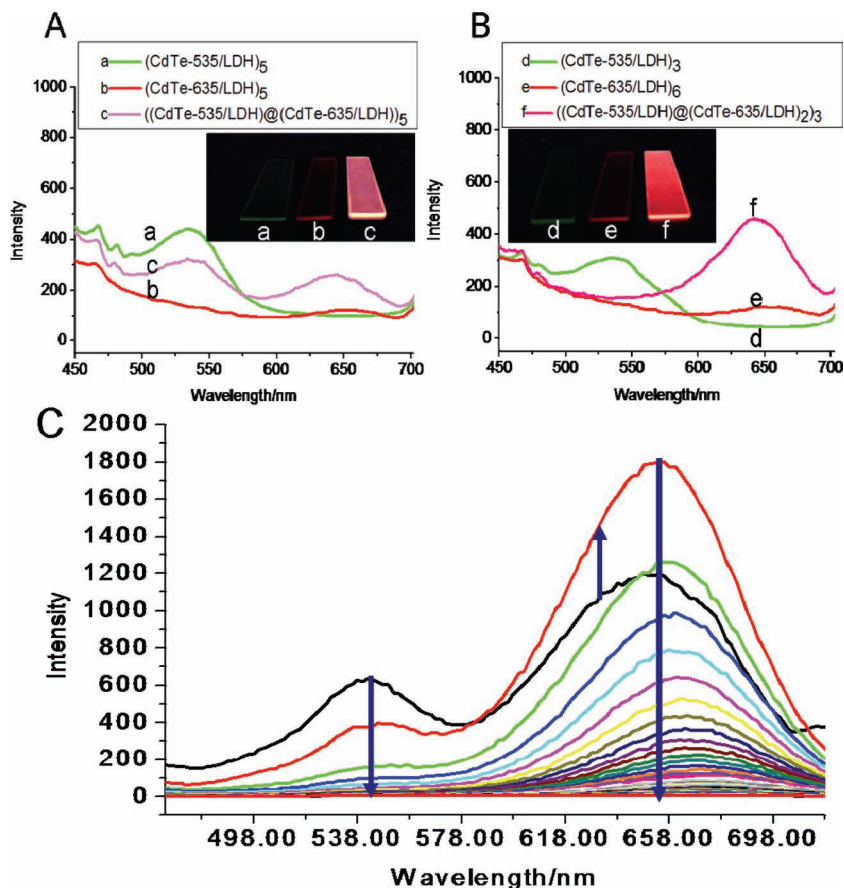 A
a (CdTe-535/LDH)5
b (CdTe-635/LDH)5
c ((CdTe-535/LDH)@(CdTe-635/LDH))5
1000
800
600
400
200
0
Intensity
a
c
b
a b c
450 500 550 600 650 700
Wavelength/nm
B
d (CdTe-535/LDH)3
e (CdTe-635/LDH)6
f ((CdTe-535/LDH)@(CdTe-635/LDH)2)3
1000
800
600
400
200
0
Intensity
d e f
f
e
d
450 500 550 600 650 700
Wavelength/nm
C
2000
1800
1600
1400
1200
1000
800
600
400
200
0
Intensity
498.00 538.00 578.00 618.00 658.00 698.00
Wavelength/nm